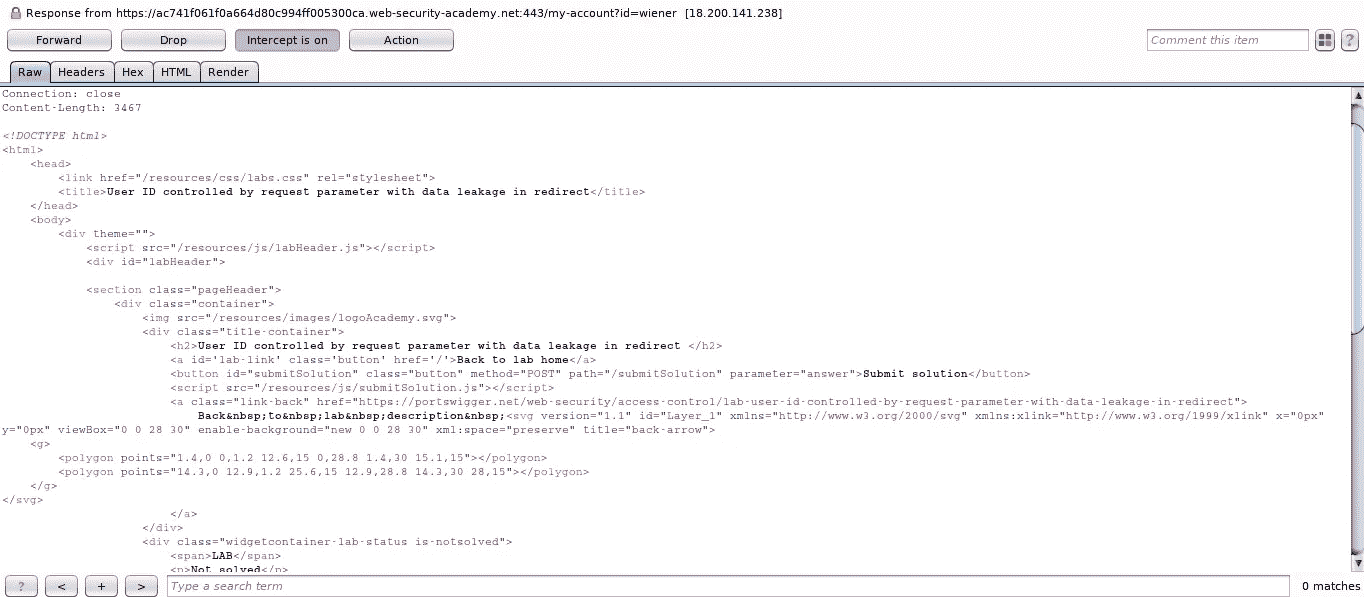 Response from https://ac741f061f0a664d80c994ff005300ca.web-security-academy.net:443/my-account?id=wiener [18.200.141.238]
Forward Drop Intercept is on Action Comment this item ?
Raw Headers Hex HTML Render
Connection: close
Content-Length: 3467
<!DOCTYPE html>
<html>
<head>
<link href="/resources/css/labs.css" rel="stylesheet">
<title>User ID controlled by request parameter with data leakage in redirect</title>
</head>
<body>
<div theme="">
<script src="/resources/js/labHeader.js"></script>
<div id="labHeader">
<section class="pageHeader">
<div class="container">
<img src="/resources/images/logoAcademy.svg">
<div class="title-container">
<h2>User ID controlled by request parameter with data leakage in redirect </h2>
<a id='lab-link' class='button' href='/'>Back to lab home</a>
<button id="submitSolution" class="button" method="POST" path="/submitSolution" parameter="answer">Submit solution</button>
<script src="/resources/js/submitSolution.js"></script>
<a class="link-back" href="https://portswigger.net/web-security/access-control/lab-user-id-controlled-by-request-parameter-with-data-leakage-in-redirect">
Back&nbsp;to&nbsp;lab&nbsp;description&nbsp;<svg version="1.1" id="Layer_1" xmlns="http://www.w3.org/2000/svg" xmlns:xlink="http://www.w3.org/1999/xlink" x="0px"
y="0px" viewBox="0 0 28 30" enable-background="new 0 0 28 30" xml:space="preserve" title="back-arrow">
<g>
<polygon points="1.4,0 0,1.2 12.6,15 0,28.8 1.4,30 15.1,15"></polygon>
<polygon points="14.3,0 12.9,1.2 25.6,15 12.9,28.8 14.3,30 28,15"></polygon>
</g>
</svg>
</a>
</div>
<div class="widgetcontainer-lab-status is-notsolved">
<span>LAB</span>
<p>Not solved</p>
? < + > Type a search term 0 matches